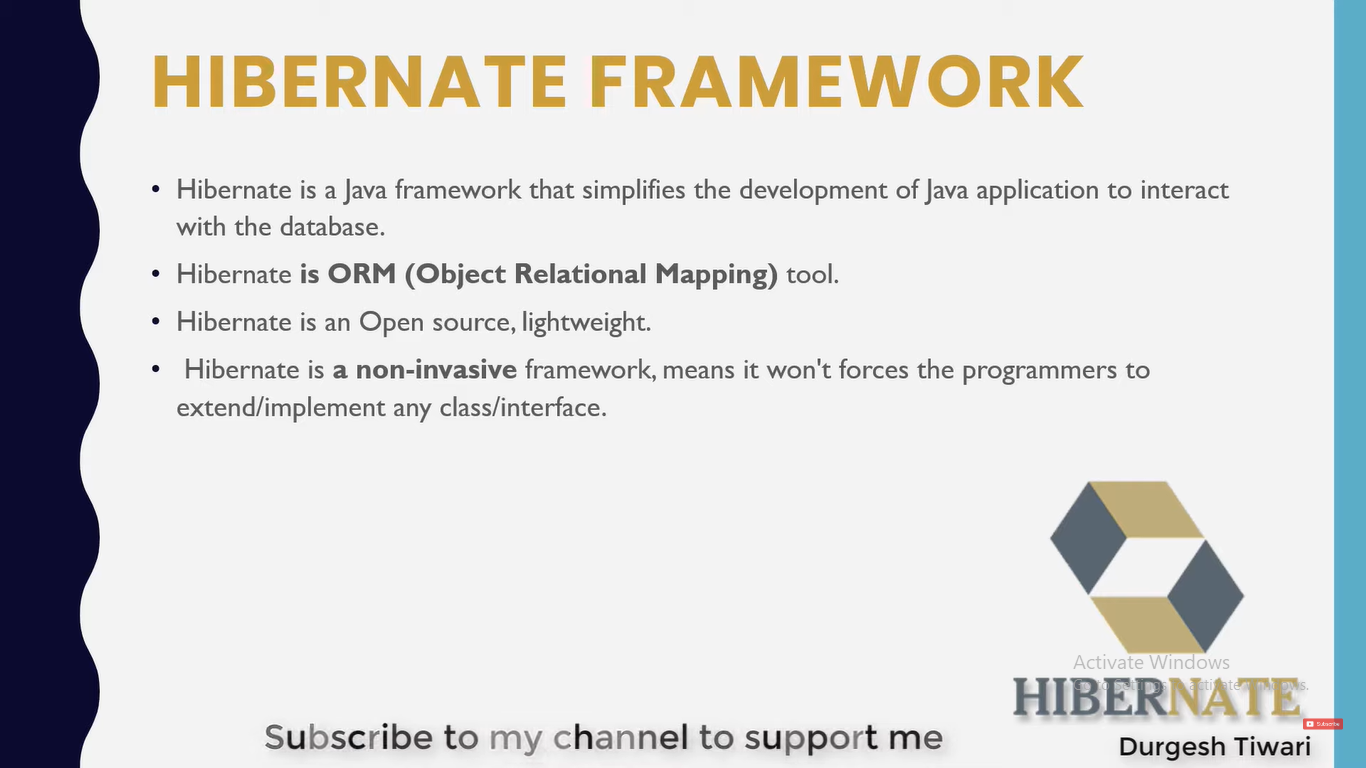 HIBERNATE FRAMEWORK
• Hibernate is a Java framework that simplifies the development of Java application to interact
with the database.
• Hibernate is ORM (Object Relational Mapping) tool.
• Hibernate is an Open source, lightweight.
• Hibernate is a non-invasive framework, means it won't forces the programmers to
extend/implement any class/interface.
Activate Windows
Go to Settings to activate Windows.
HIBERNATE
Subscribe
Subscribe to my channel to support me
Durgesh Tiwari